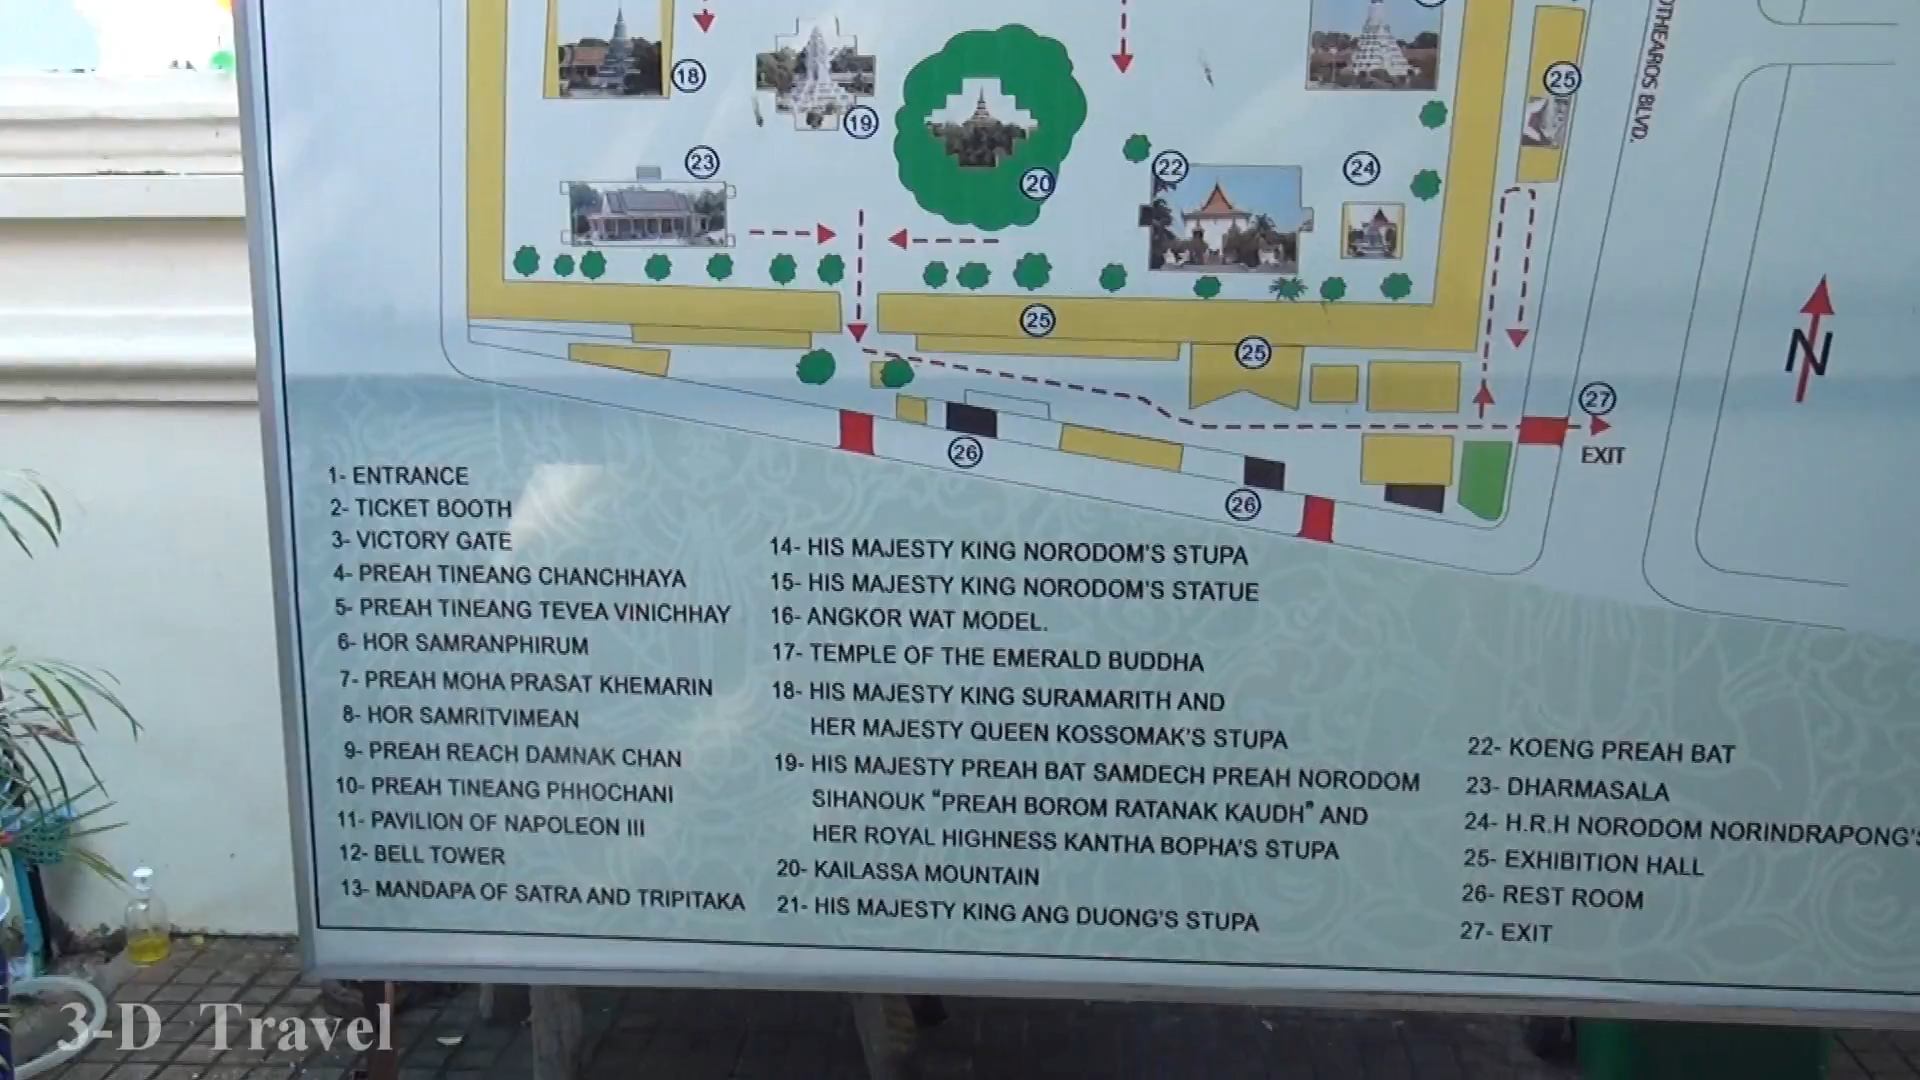 18
19
25
23
20
22
24
OTHEAROS BLVD.
25
25
27
EXIT
26
26
N
1- ENTRANCE
2- TICKET BOOTH
3- VICTORY GATE
4- PREAH TINEANG CHANCHHAYA
5- PREAH TINEANG TEVEA VINICHHAY
6- HOR SAMRANPHIRUM
7- PREAH MOHA PRASAT KHEMARIN
8- HOR SAMRITVIMEAN
9- PREAH REACH DAMNAK CHAN
10- PREAH TINEANG PHHOCHANI
11- PAVILION OF NAPOLEON III
12- BELL TOWER
13- MANDAPA OF SATRA AND TRIPITAKA
14- HIS MAJESTY KING NORODOM'S STUPA
15- HIS MAJESTY KING NORODOM'S STATUE
16- ANGKOR WAT MODEL.
17- TEMPLE OF THE EMERALD BUDDHA
18- HIS MAJESTY KING SURAMARITH AND
HER MAJESTY QUEEN KOSSOMAK'S STUPA
19- HIS MAJESTY PREAH BAT SAMDECH PREAH NORODOM
SIHANOUK "PREAH BOROM RATANAK KAUDH" AND
HER ROYAL HIGHNESS KANTHA BOPHA'S STUPA
20- KAILASSA MOUNTAIN
21- HIS MAJESTY KING ANG DUONG'S STUPA
22- KOENG PREAH BAT
23- DHARMASALA
24- H.R.H NORODOM NORINDRAPONG'S
25- EXHIBITION HALL
26- REST ROOM
27- EXIT
3-D Travel